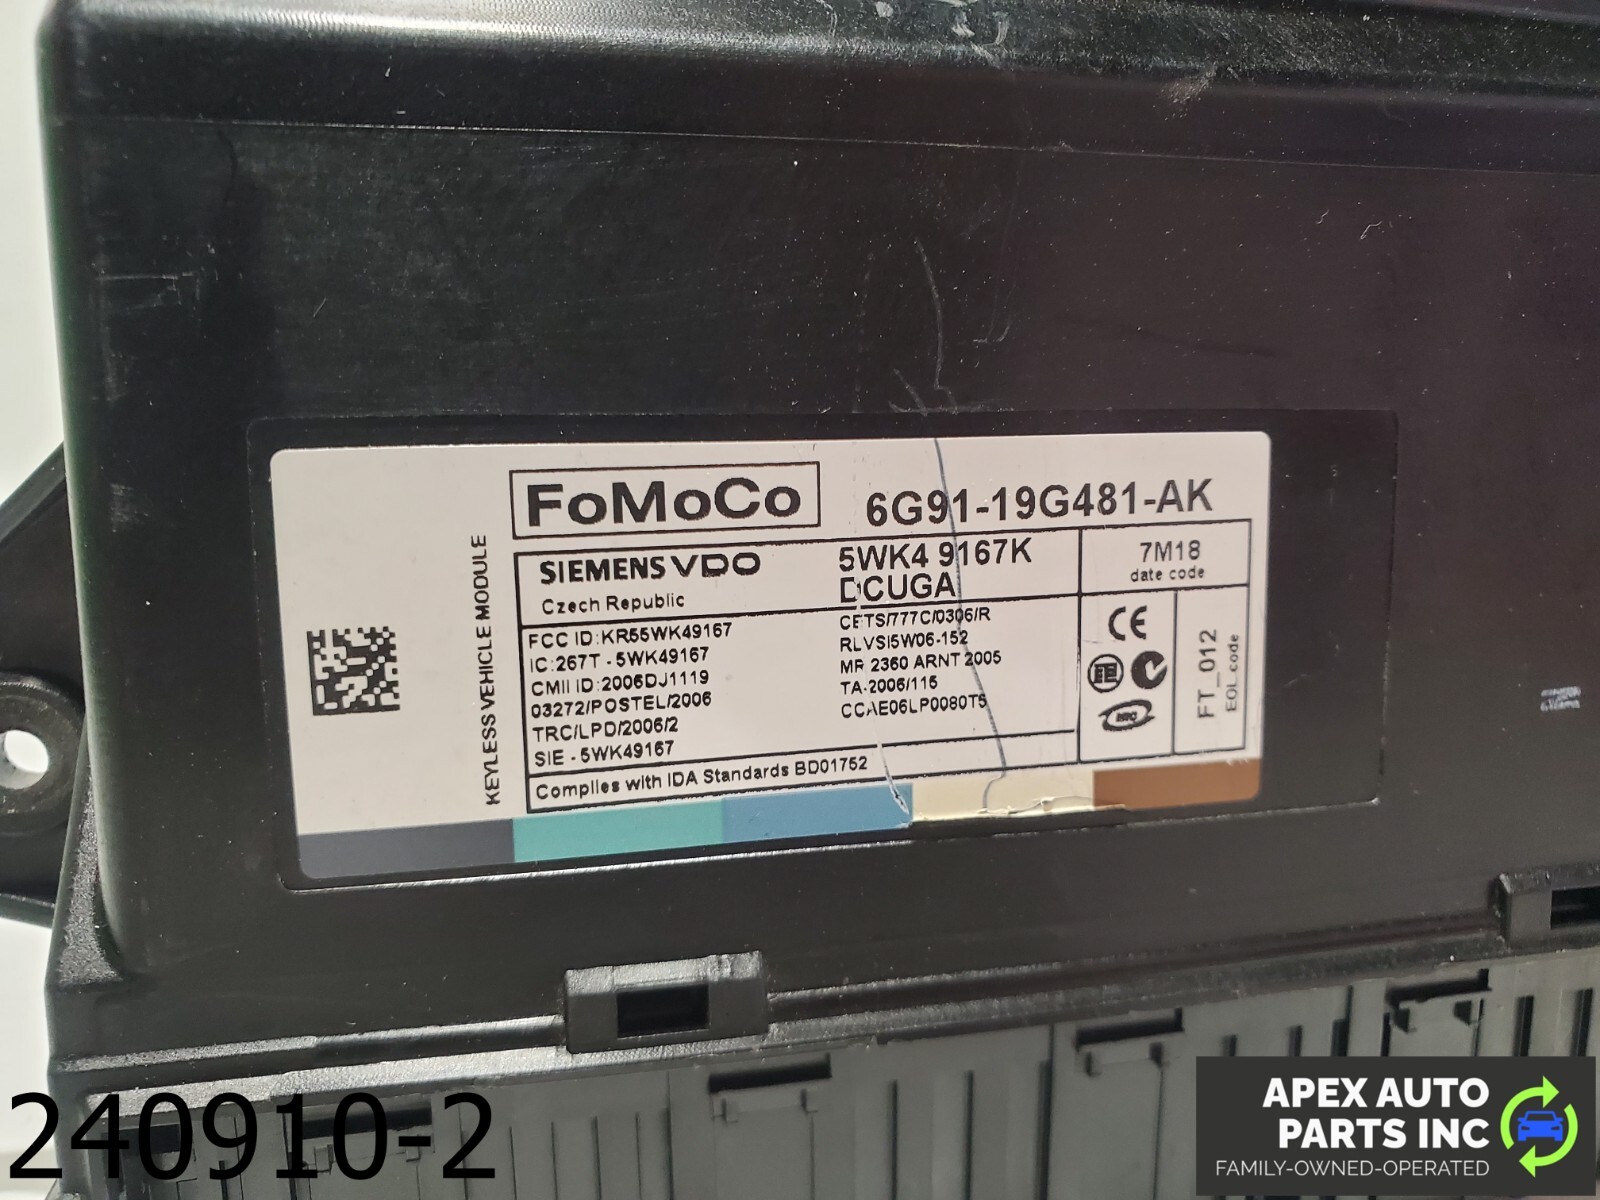 FoMoCo 6G91-19G481-AK
SIEMENS VDO 5WK4 9167K
Czech Republic DCUGA
7M18
date code
KEYLESS VEHICLE MODULE
FCC ID:KR55WK49167
IC:267T - 5WK49167
CMII ID:2006DJ1119
03272/POSTEL/2006
TRC/LPD/2006/2
SIE - 5WK49167
CETS/777C/0306/R
RLVSI5W06-152
MR 2360 ARNT 2005
TA-2006/115
CCAE06LP0080T5
CE
FT_012
EOL code
Complies with IDA Standards BD01752
240910-2
APEX AUTO
PARTS INC
FAMILY-OWNED-OPERATED